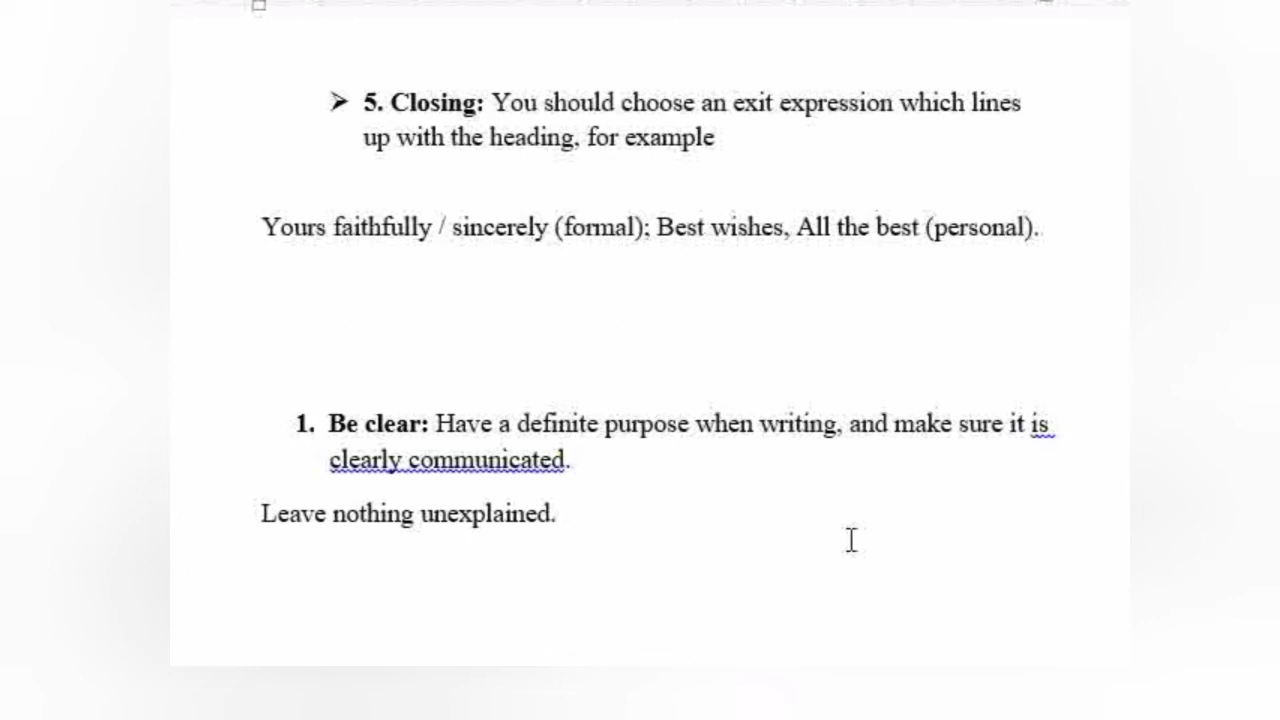 ➢ 5. Closing: You should choose an exit expression which lines
up with the heading, for example
Yours faithfully / sincerely (formal); Best wishes, All the best (personal).
1. Be clear: Have a definite purpose when writing, and make sure it is
clearly communicated.
Leave nothing unexplained.